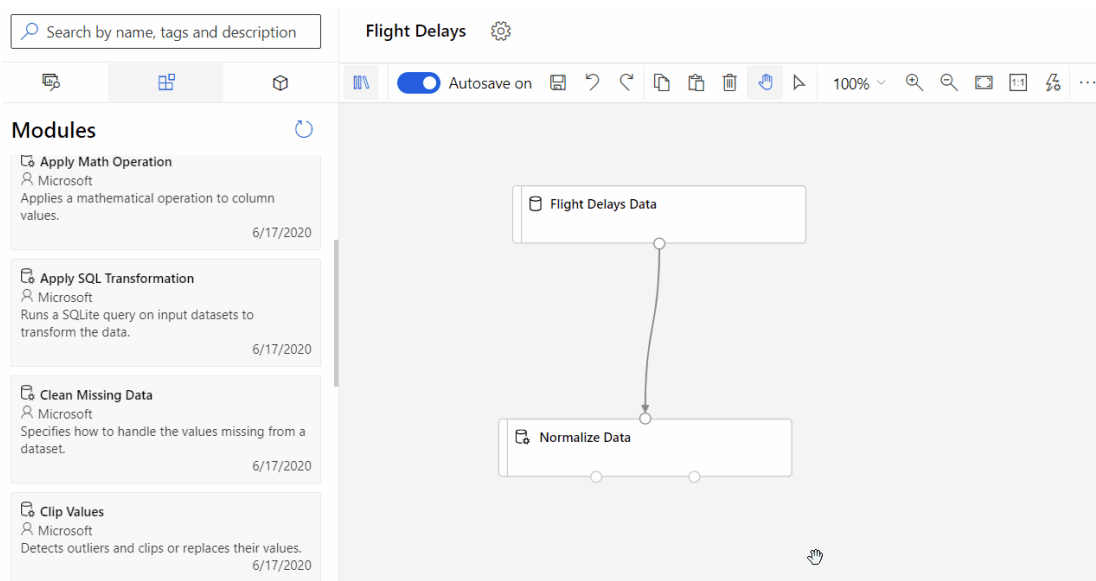 Search by name, tags and description
Flight Delays
Autosave on
100%
1:1
...
Modules
Apply Math Operation
Microsoft
Applies a mathematical operation to column
values.
6/17/2020
Apply SQL Transformation
Microsoft
Runs a SQLite query on input datasets to
transform the data.
6/17/2020
Clean Missing Data
Microsoft
Specifies how to handle the values missing from a
dataset.
6/17/2020
Clip Values
Microsoft
Detects outliers and clips or replaces their values.
6/17/2020
Flight Delays Data
Normalize Data